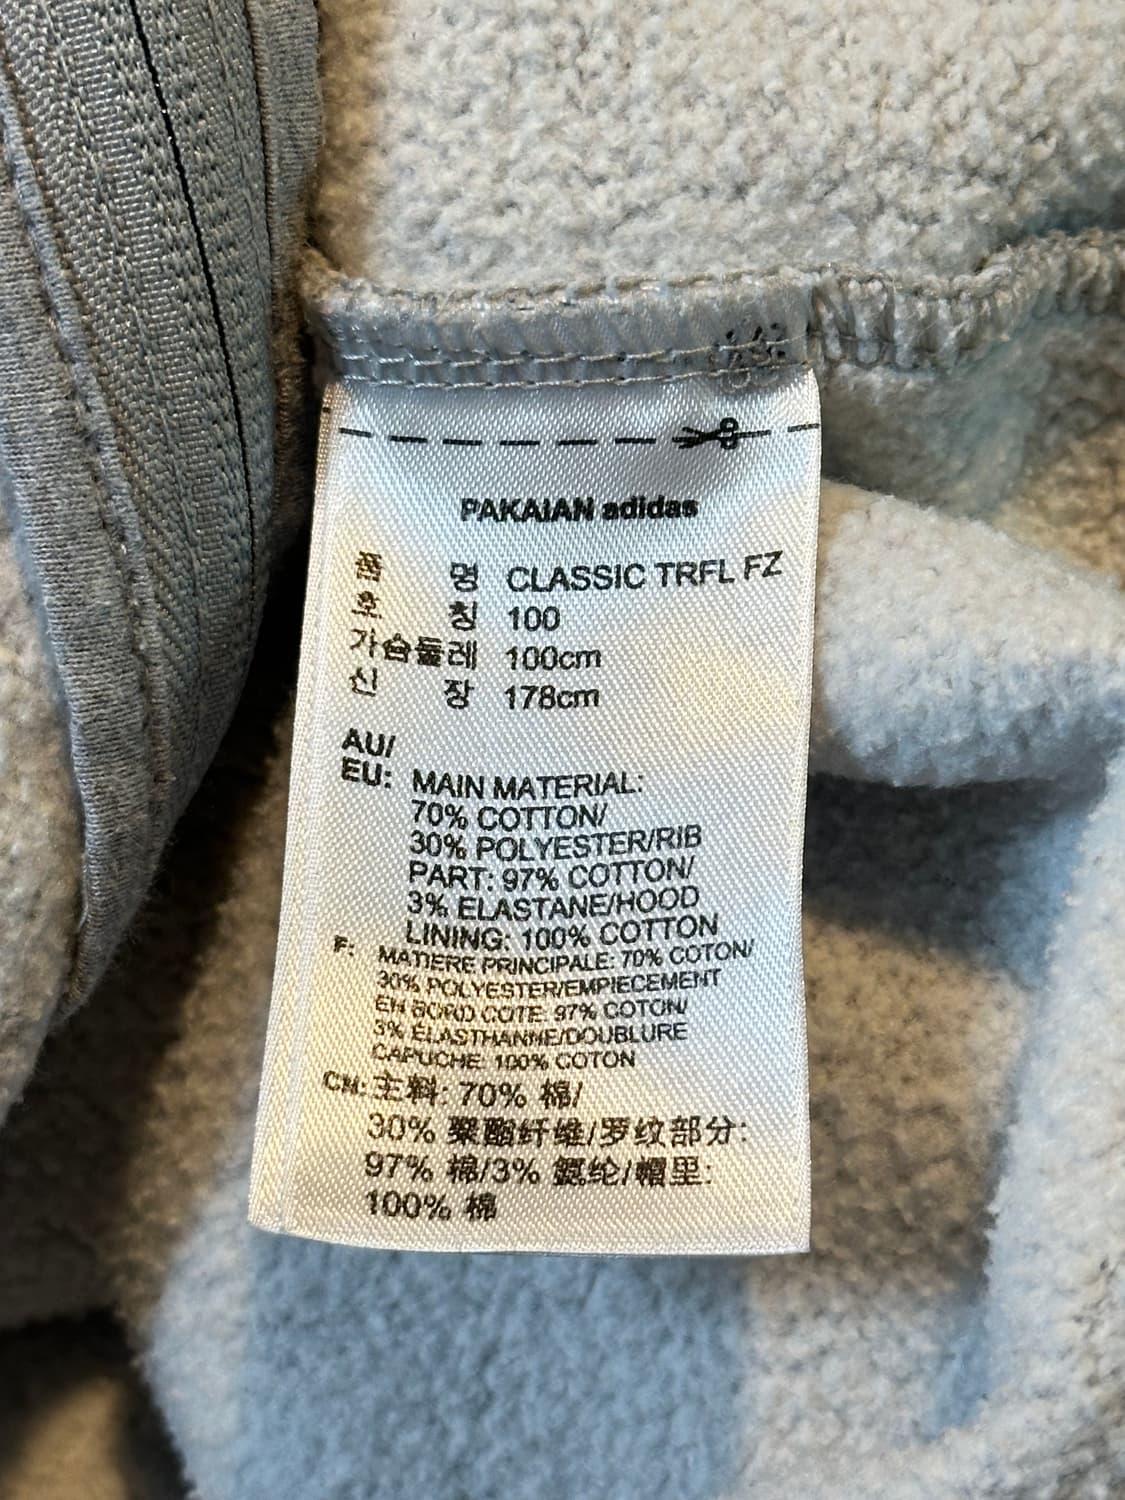 PAKAIAN adidas
품 명 CLASSIC TRFL FZ
호 칭 100
가슴둘레 100cm
신 장 178cm
AU/
EU: MAIN MATERIAL:
70% COTTON/
30% POLYESTER/RIB
PART: 97% COTTON/
3% ELASTANE/HOOD
LINING: 100% COTTON
F: MATIERE PRINCIPALE: 70% COTON/
30% POLYESTER/EMPIECEMENT
EN BORD COTE: 97% COTON/
3% ELASTHANNE/DOUBLURE
CAPUCHE: 100% COTON
CN: 主料: 70% 棉/
30% 聚酯纤维/罗纹部分:
97% 棉/3% 氨纶/帽里:
100% 棉